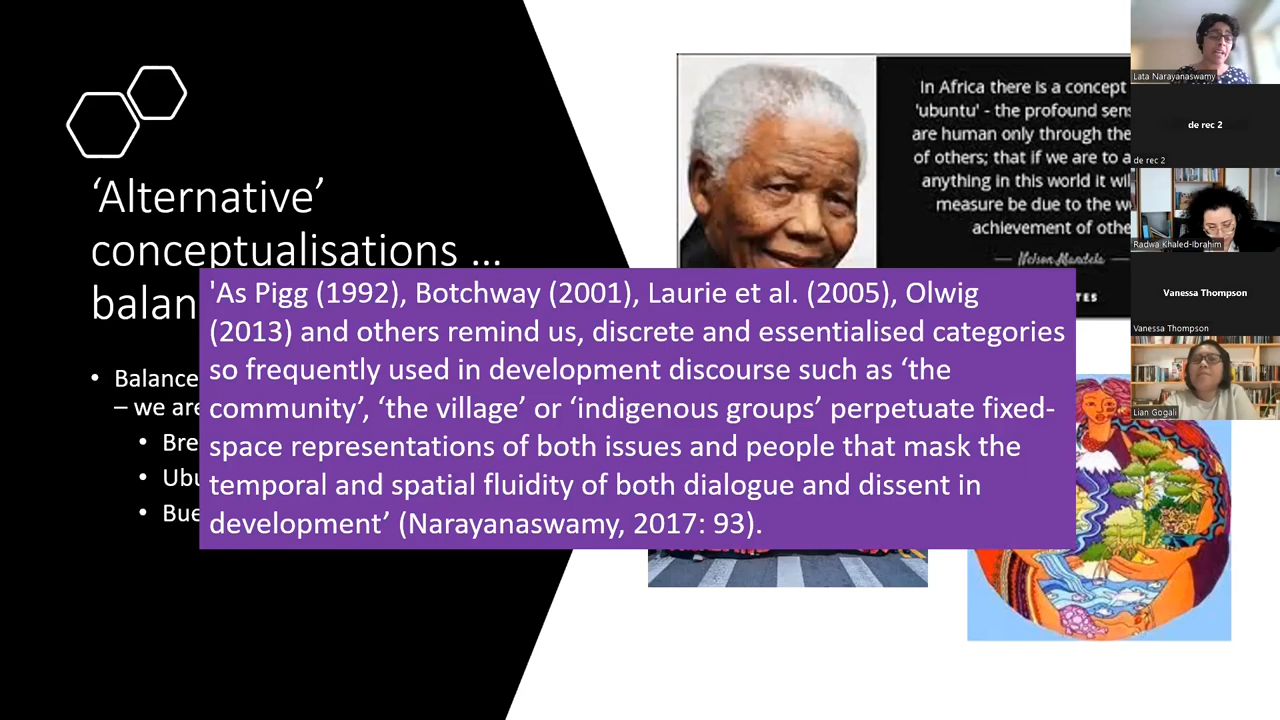 ‘Alternative’
conceptualisations ...
balan
• Balance
– we are
• Bre
• Ubu
• Bue
'As Pigg (1992), Botchway (2001), Laurie et al. (2005), Olwig
(2013) and others remind us, discrete and essentialised categories
so frequently used in development discourse such as ‘the
community’, ‘the village’ or ‘indigenous groups’ perpetuate fixed-
space representations of both issues and people that mask the
temporal and spatial fluidity of both dialogue and dissent in
development’ (Narayanaswamy, 2017: 93).
In Africa there is a concept
'ubuntu' - the profound sens
are human only through the
of others; that if we are to a
anything in this world it wil
measure be due to the w
achievement of othe
— Nelson Mandela —
TES
Lata Narayanaswamy
de rec 2
de rec 2
Radwa Khaled-Ibrahim
Vanessa Thompson
Vanessa Thompson
Lian Gogali